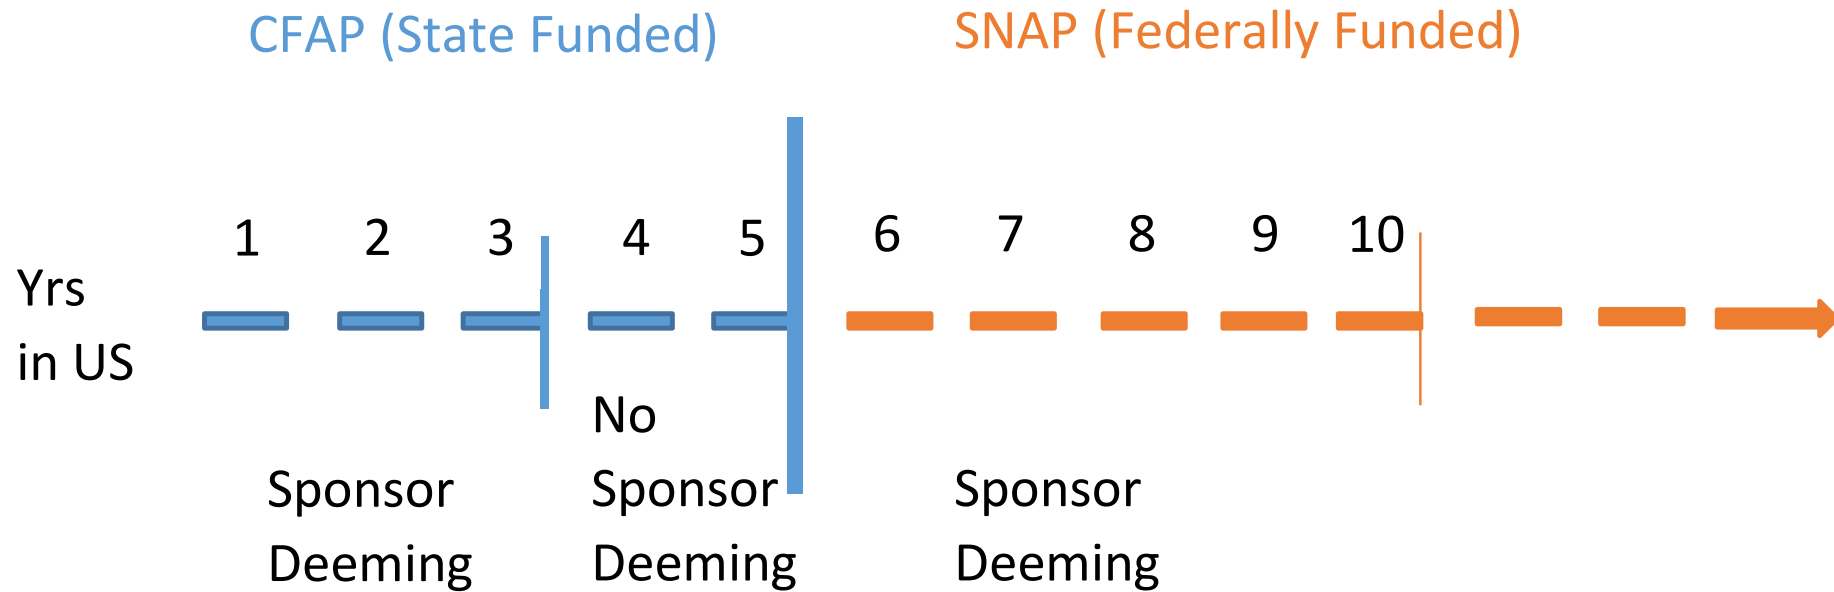 CFAP (State Funded)
SNAP (Federally Funded)
1 2 3 4 5 6 7 8 9 10
Yrs
in US
No
Sponsor
Deeming
Sponsor
Deeming
Sponsor
Deeming